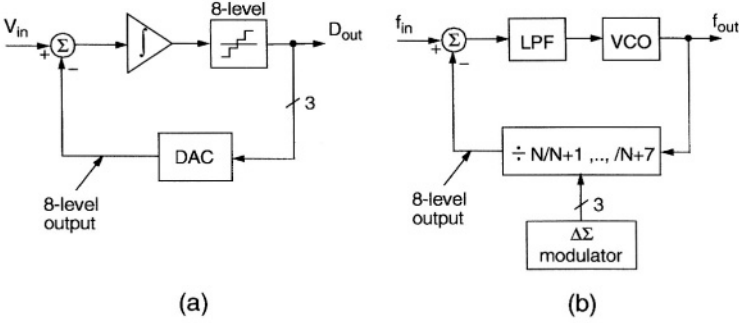 V_in
+
Σ
−
∫
8-level
D_out
3
DAC
8-level
output
(a)
f_in
+
Σ
−
LPF
VCO
f_out
÷ N/N+1 ,.., /N+7
8-level
output
3
ΔΣ
modulator
(b)